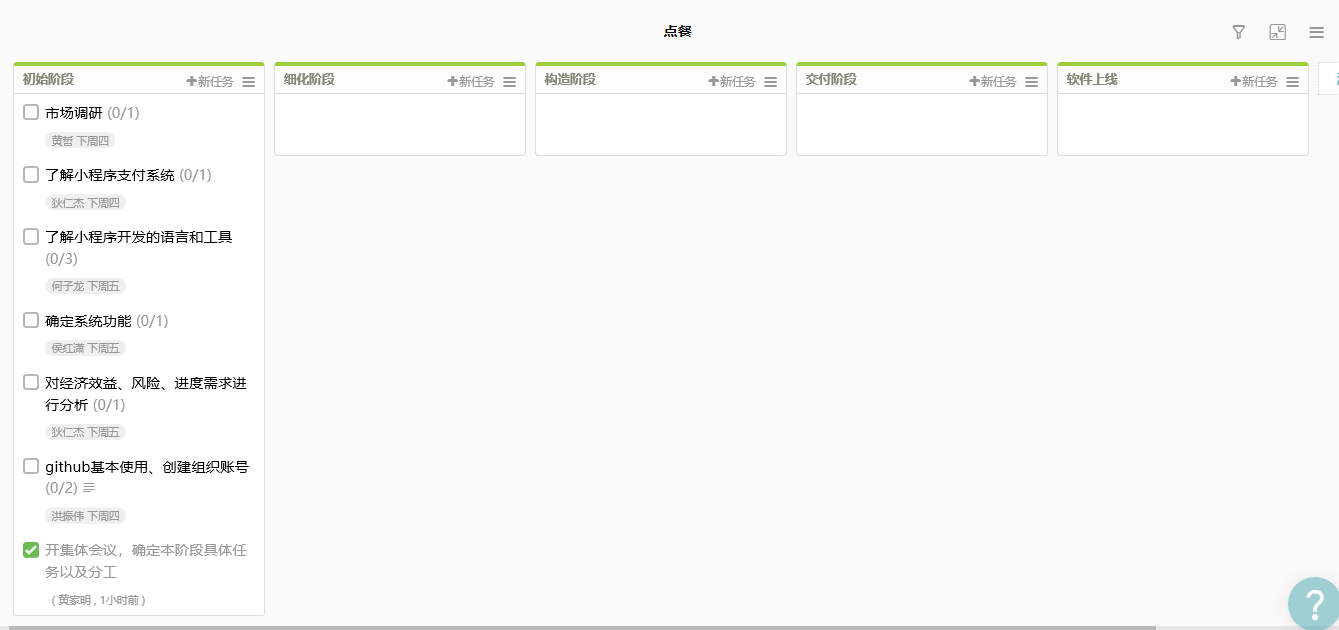 点餐
初始阶段 新任务
市场调研 (0/1)
黄哲 下周四
了解小程序支付系统 (0/1)
狄仁杰 下周四
了解小程序开发的语言和工具
(0/3)
何子龙 下周五
确定系统功能 (0/1)
侯红潇 下周五
对经济效益、风险、进度需求进
行分析 (0/1)
狄仁杰 下周五
github基本使用、创建组织账号
(0/2)
洪振伟 下周四
开集体会议，确定本阶段具体任
务以及分工
( 黄家明 , 1小时前 )
细化阶段 新任务
构造阶段 新任务
交付阶段 新任务
软件上线 新任务
?